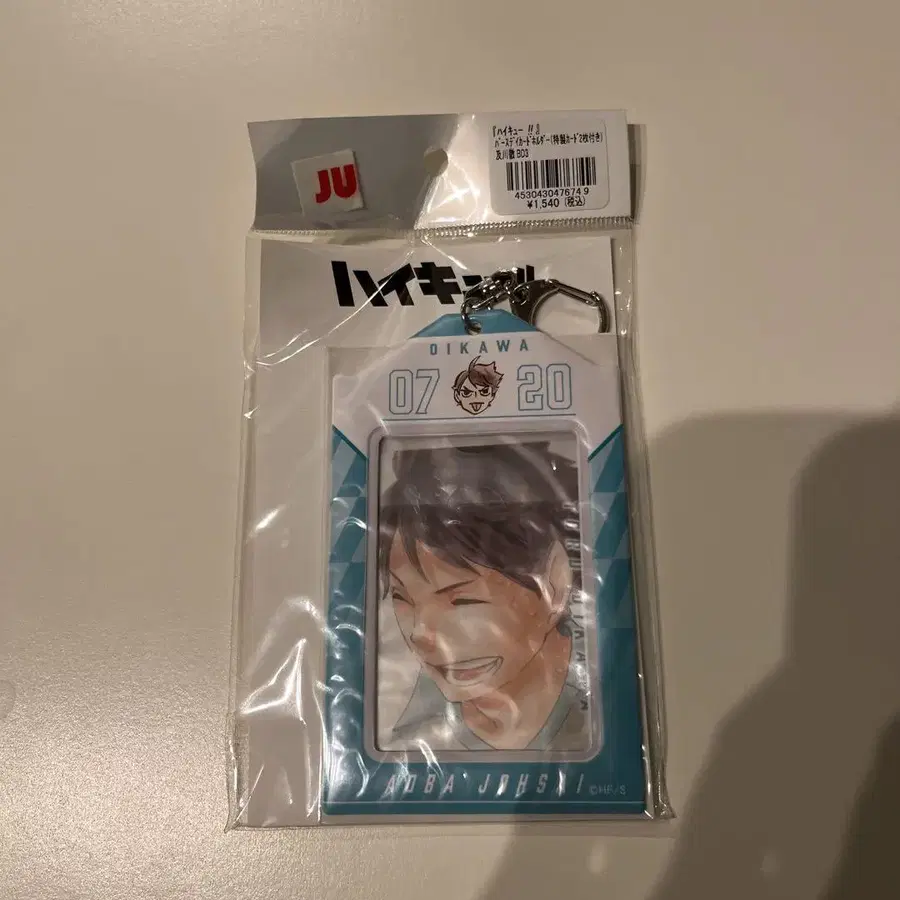 JU
『ハイキュー!!』
バースデイカードホルダー(特製カード2枚付き)
及川徹 BCG
4530430476749
¥1,540 (税込)
ハイキュー
OIKAWA
07 20
AOBA JOHSAI
©HF/S